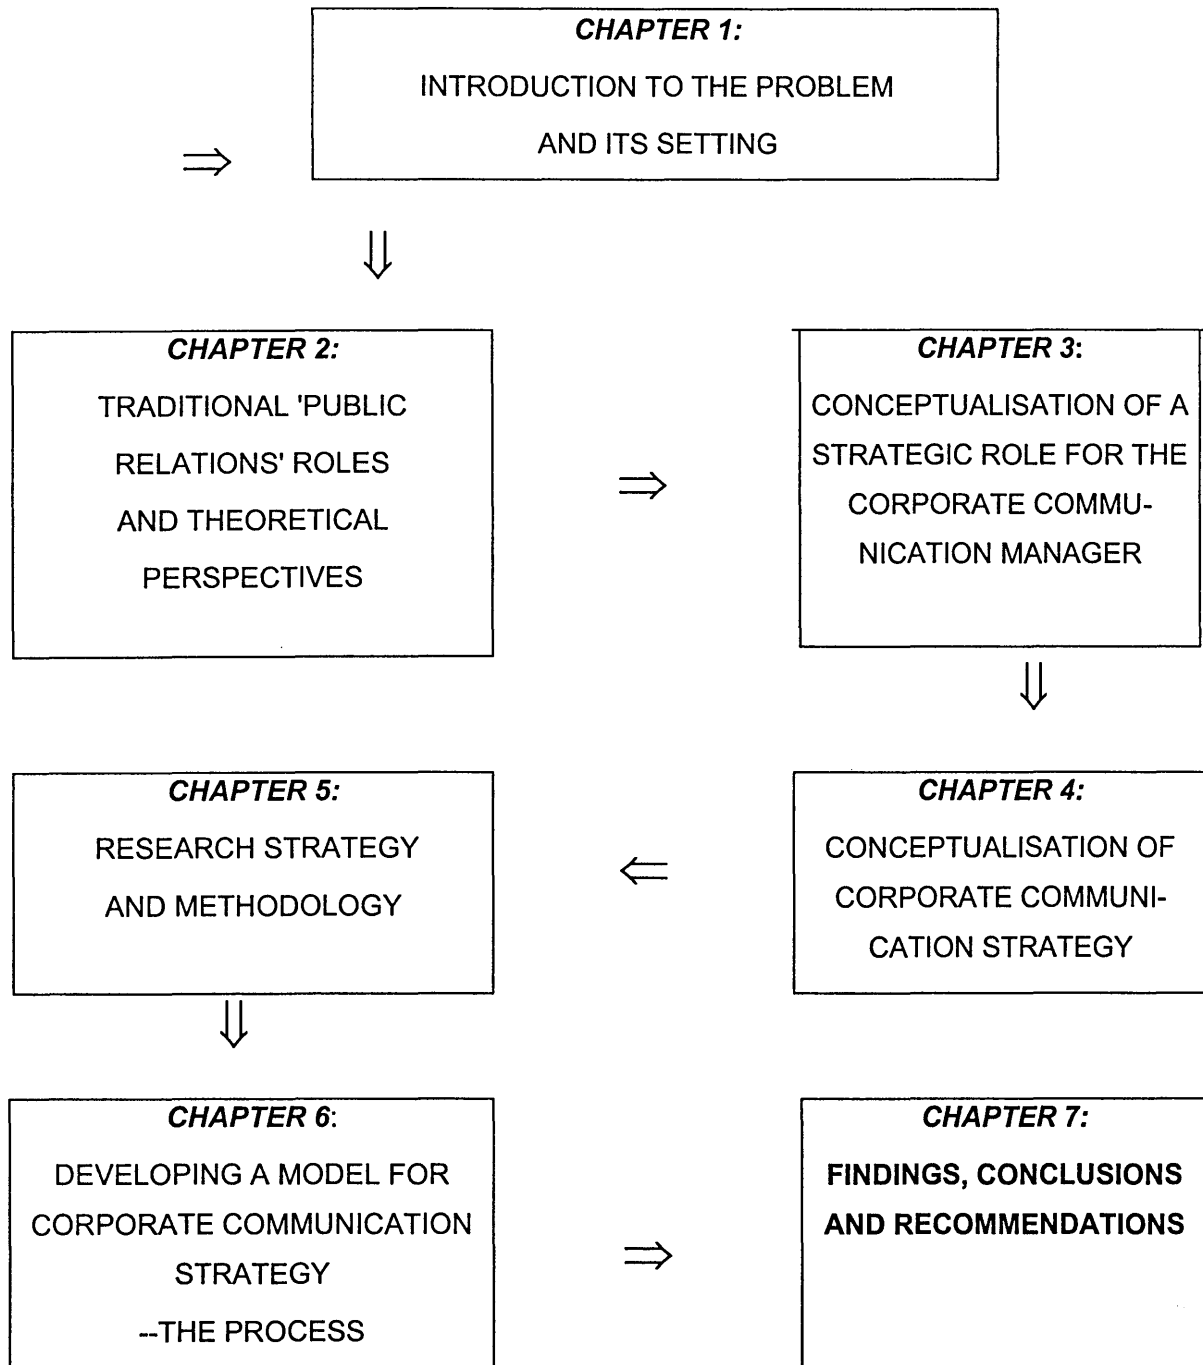 CHAPTER 1:
INTRODUCTION TO THE PROBLEM
AND ITS SETTING
⇒
⇓
CHAPTER 2:
TRADITIONAL 'PUBLIC
RELATIONS' ROLES
AND THEORETICAL
PERSPECTIVES
⇒
CHAPTER 3:
CONCEPTUALISATION OF A
STRATEGIC ROLE FOR THE
CORPORATE COMMU-
NICATION MANAGER
⇓
CHAPTER 4:
CONCEPTUALISATION OF
CORPORATE COMMUNI-
CATION STRATEGY
⇐
CHAPTER 5:
RESEARCH STRATEGY
AND METHODOLOGY
⇓
CHAPTER 6:
DEVELOPING A MODEL FOR
CORPORATE COMMUNICATION
STRATEGY
--THE PROCESS
⇒
CHAPTER 7:
FINDINGS, CONCLUSIONS
AND RECOMMENDATIONS